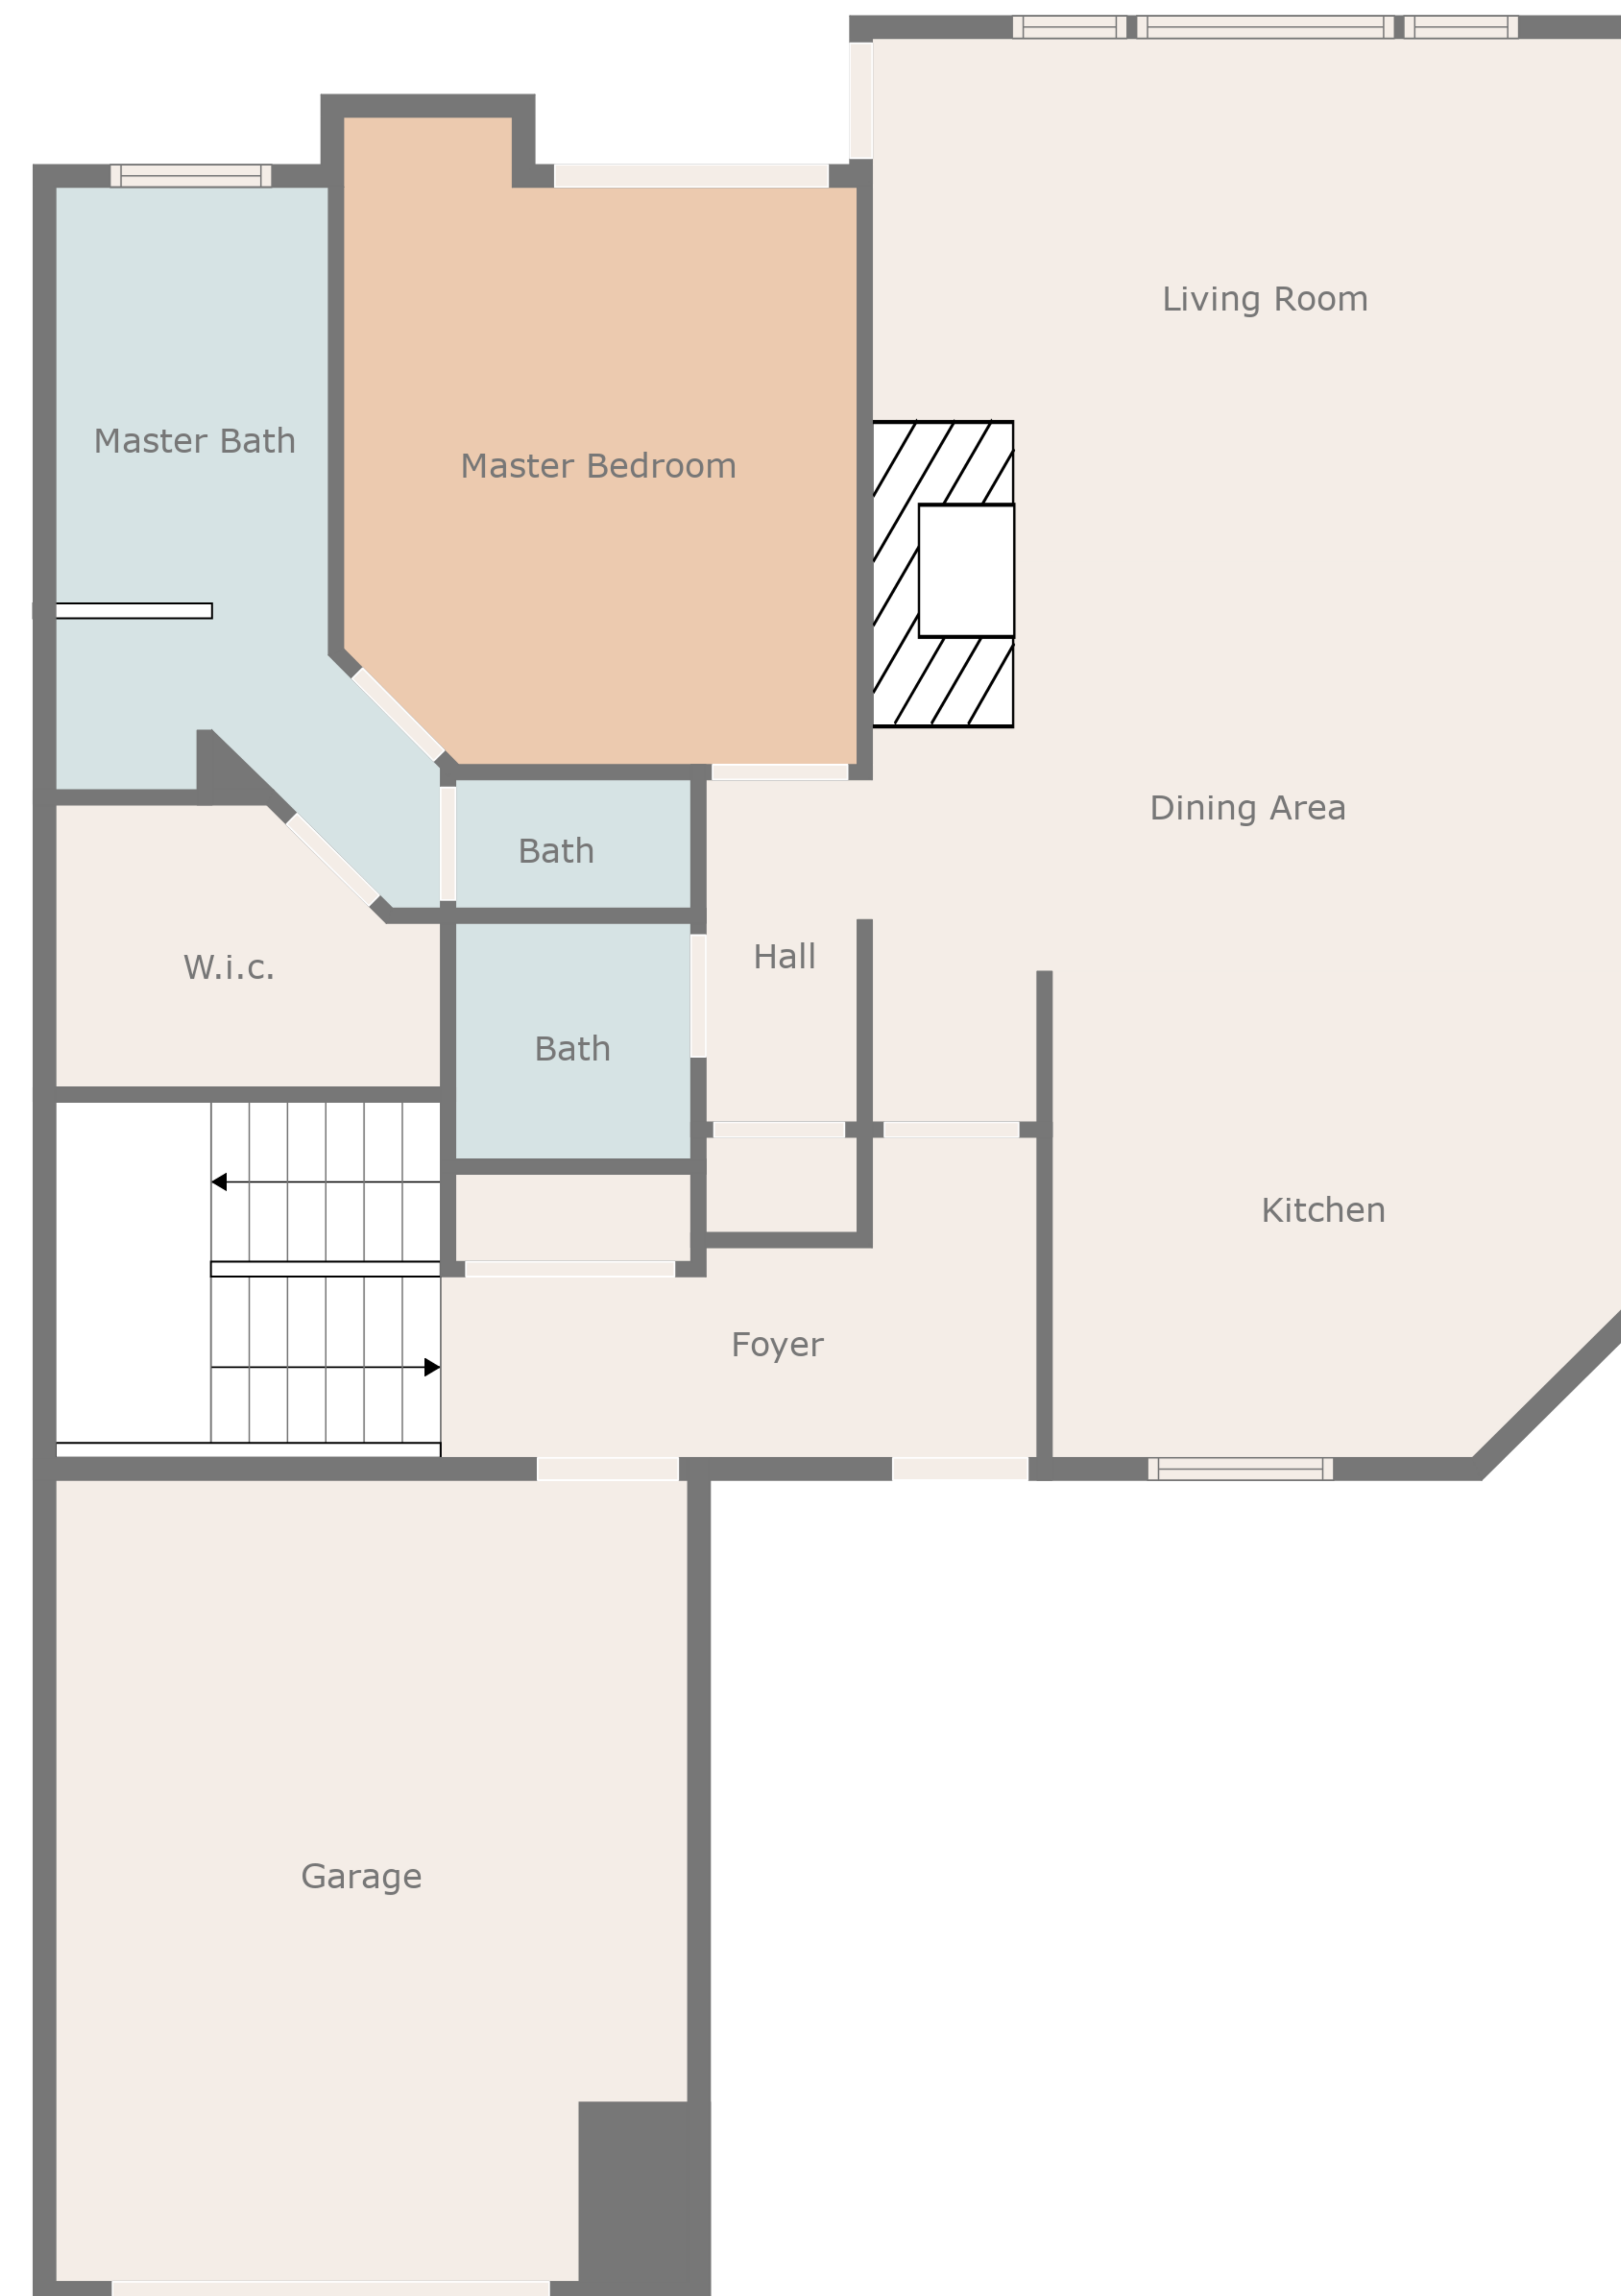 Living Room
Master Bath
Master Bedroom
Dining Area
Bath
Hall
W.i.c.
Bath
Kitchen
Foyer
Garage